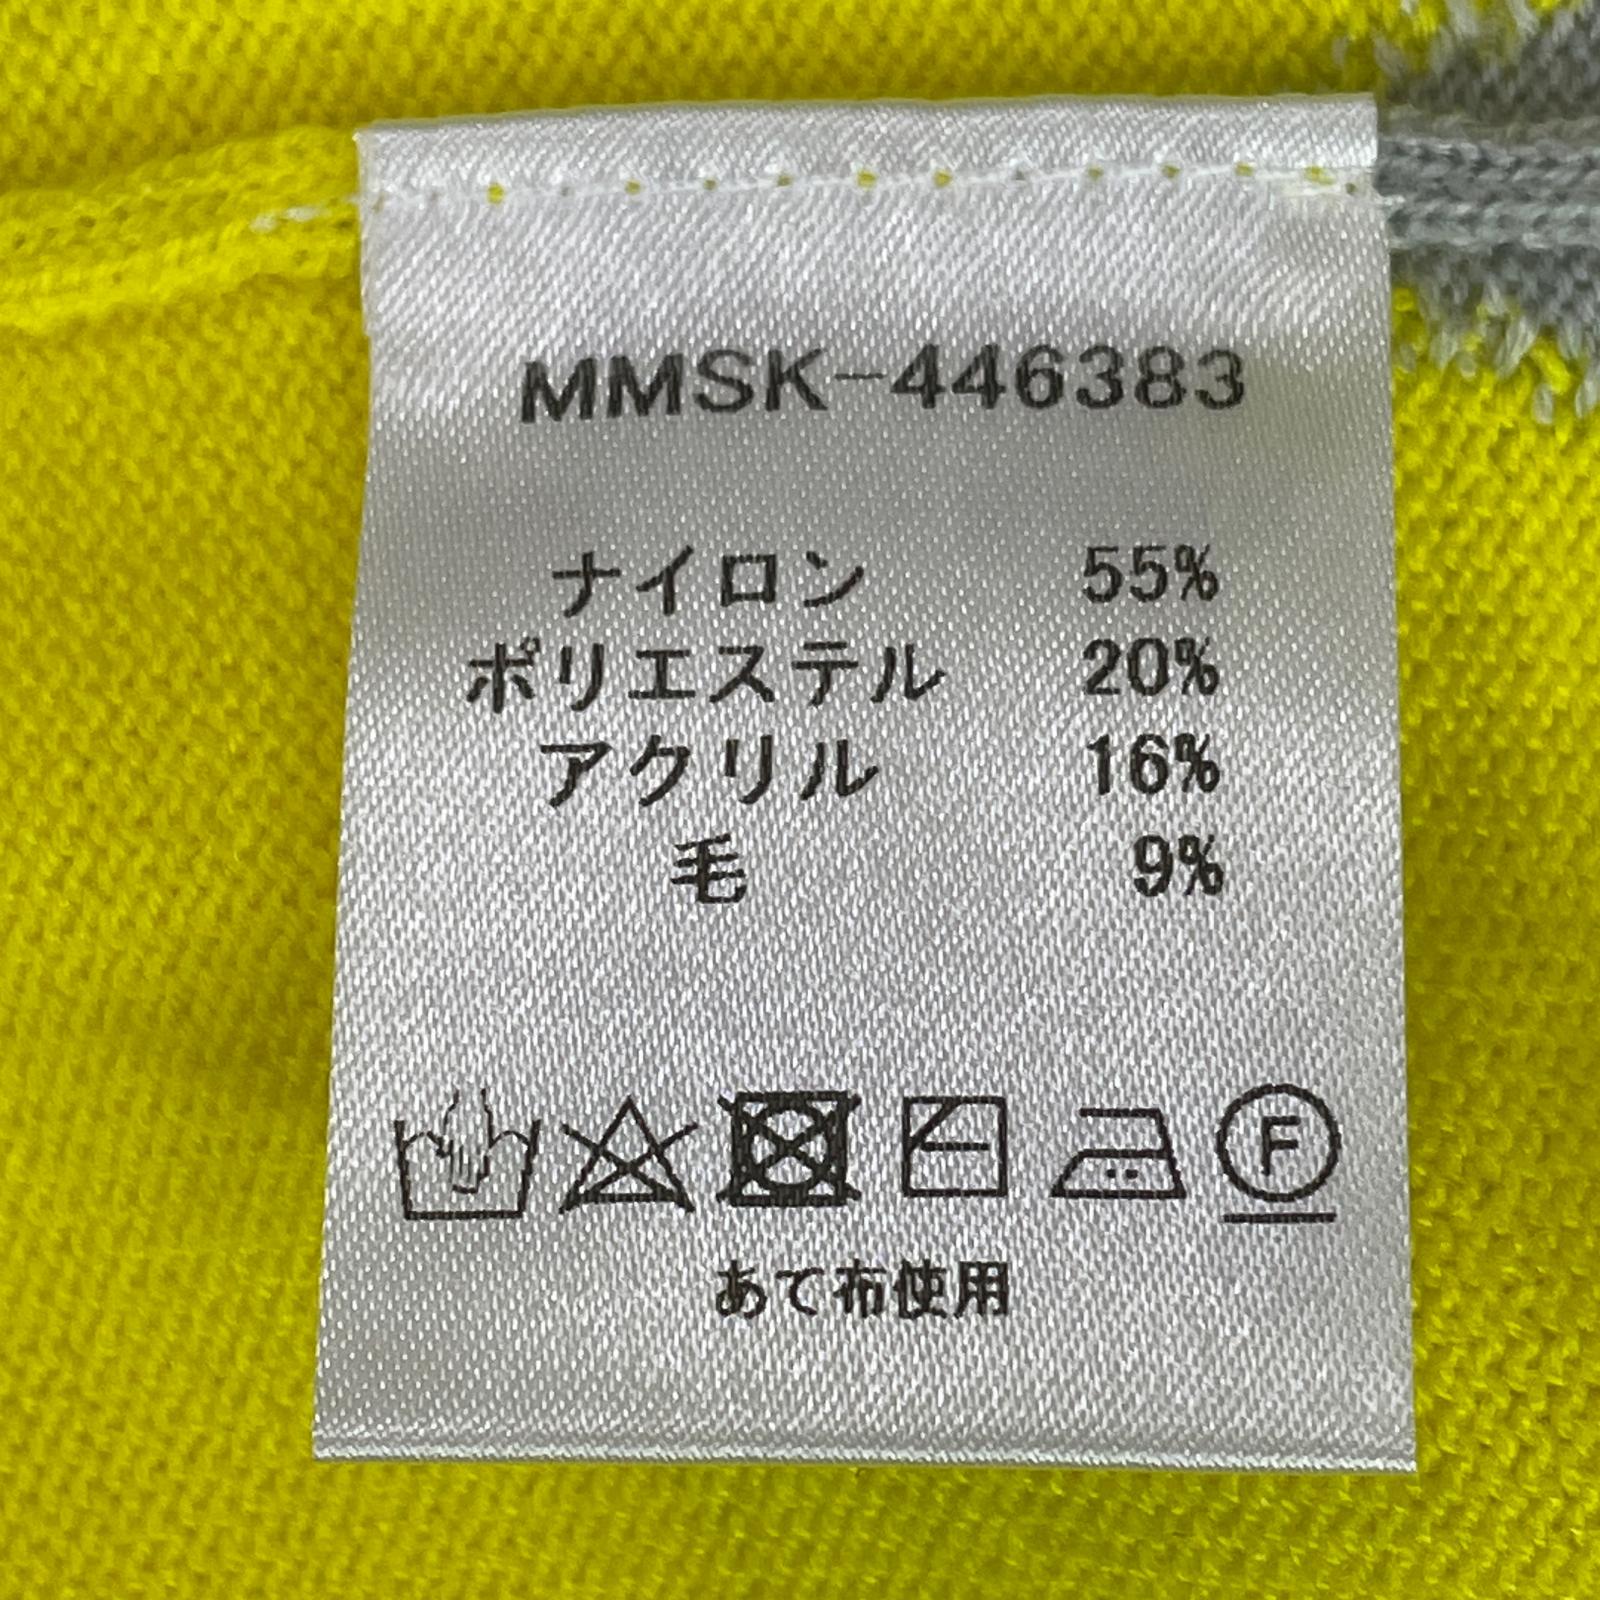 MMSK-446383
ナイロン 55%
ポリエステル 20%
アクリル 16%
毛 9%
F
あて布使用